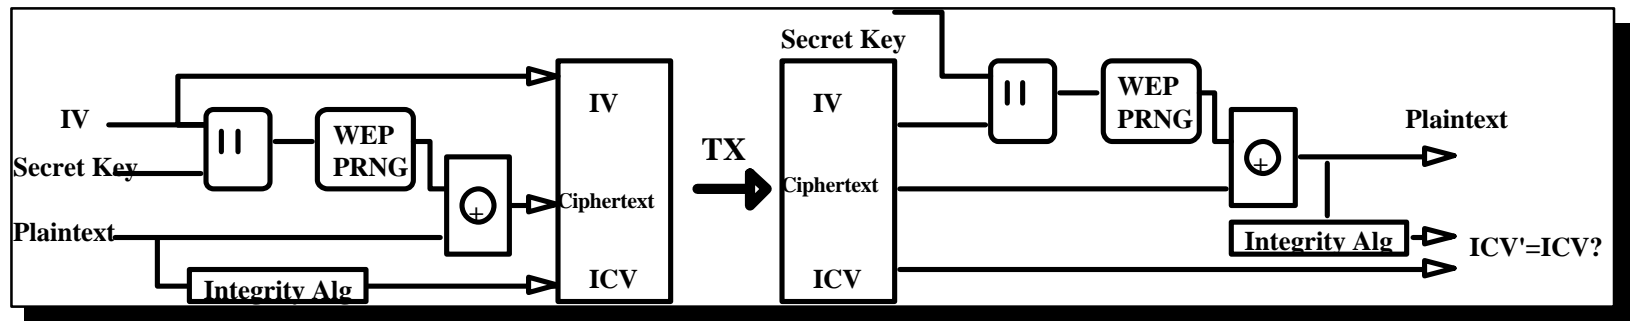 IV
Secret Key
Plaintext
||
WEP
PRNG
+
Integrity Alg
IV
Ciphertext
ICV
TX
Secret Key
IV
Ciphertext
ICV
||
WEP
PRNG
+
Integrity Alg
Plaintext
ICV'=ICV?